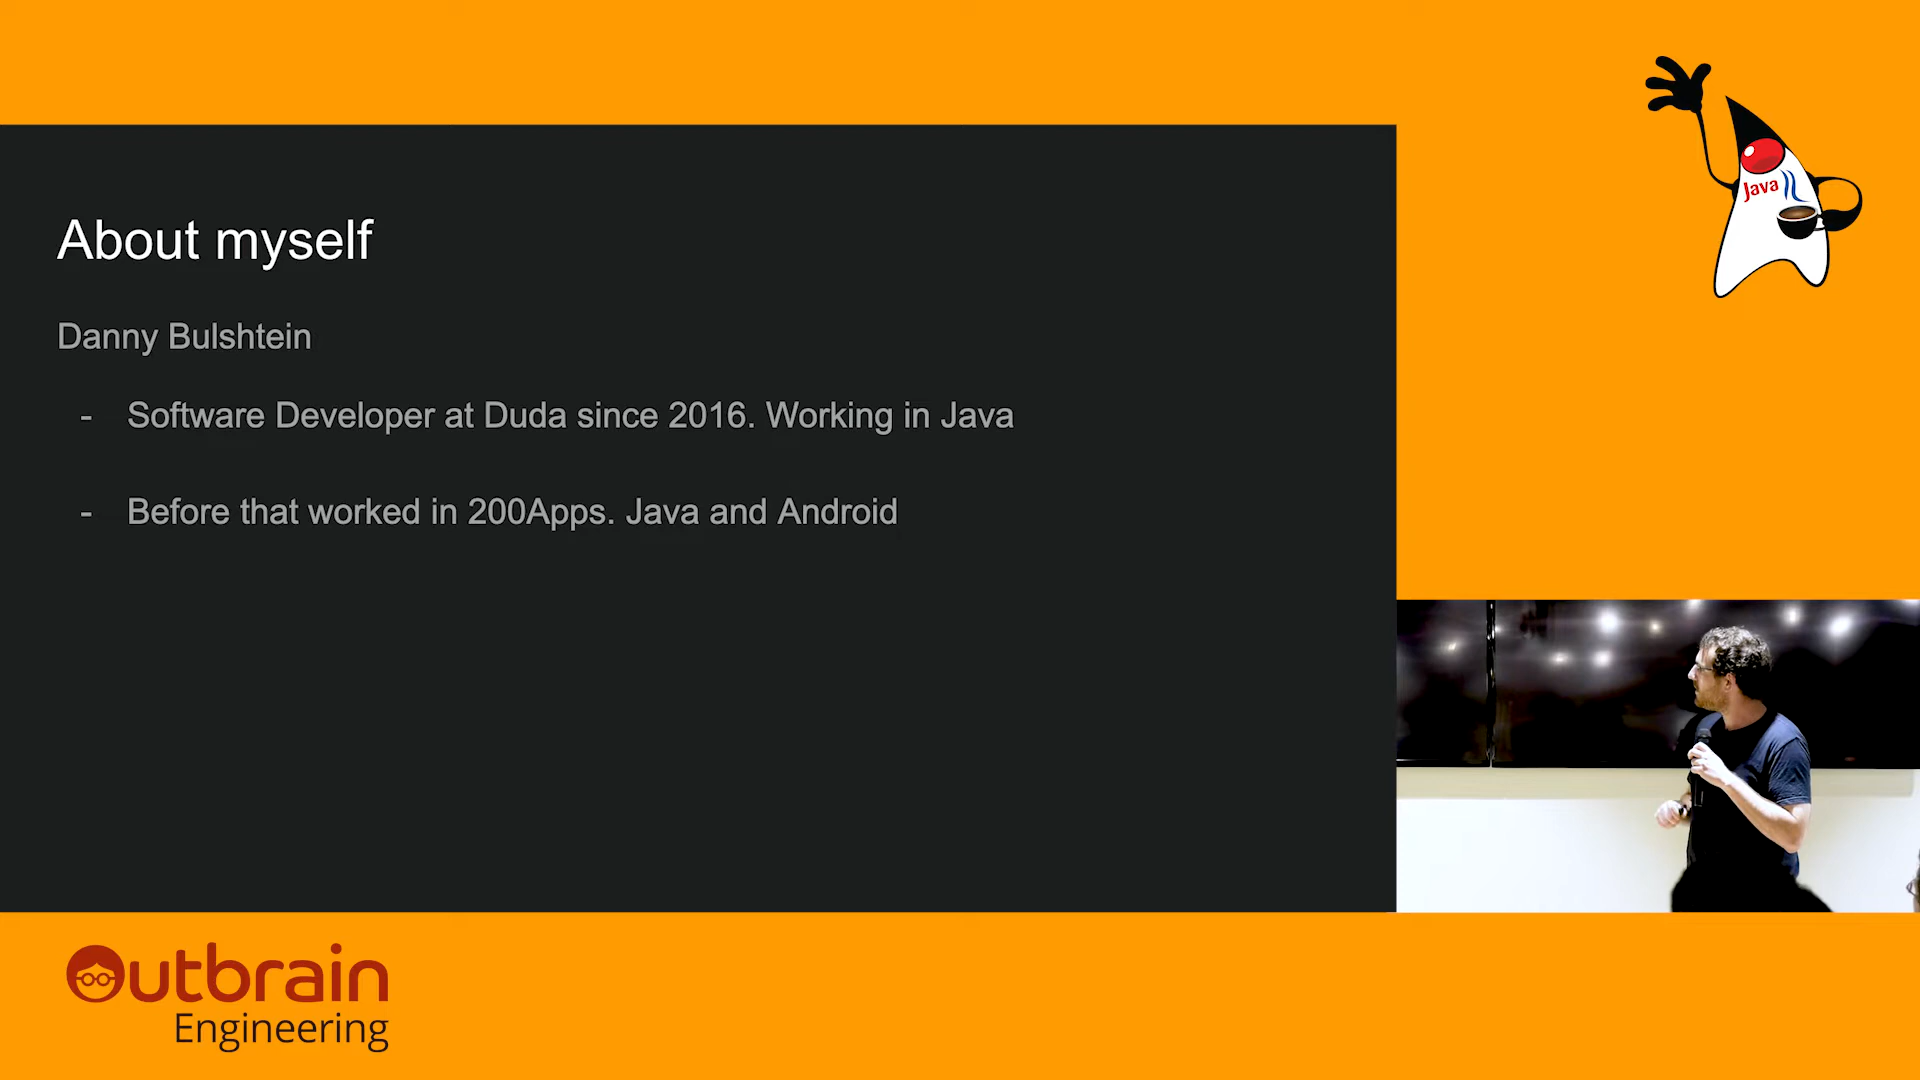 Java
About myself
Danny Bulshtein
- Software Developer at Duda since 2016. Working in Java
- Before that worked in 200Apps. Java and Android
Outbrain
Engineering